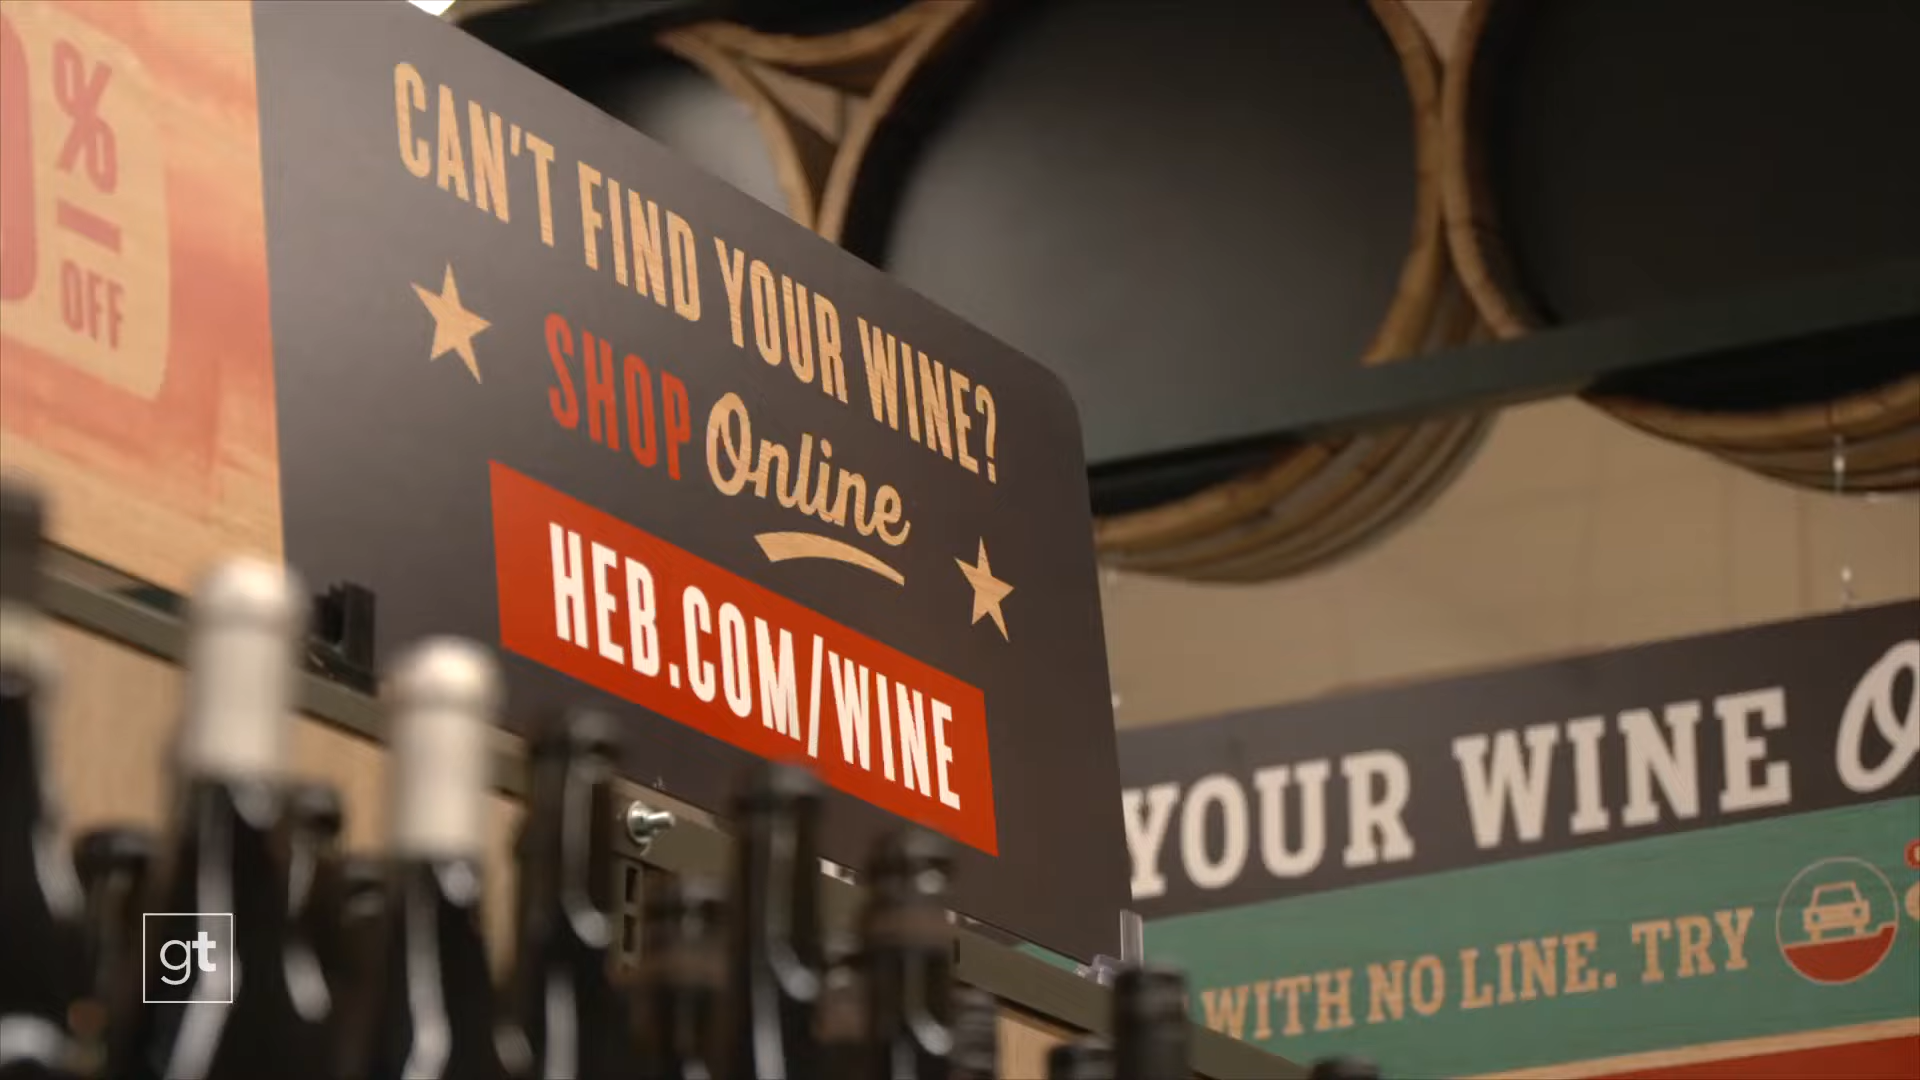 %
OFF
CAN'T FIND YOUR WINE?
SHOP Online
HEB.COM/WINE
YOUR WINE
WITH NO LINE. TRY
gt